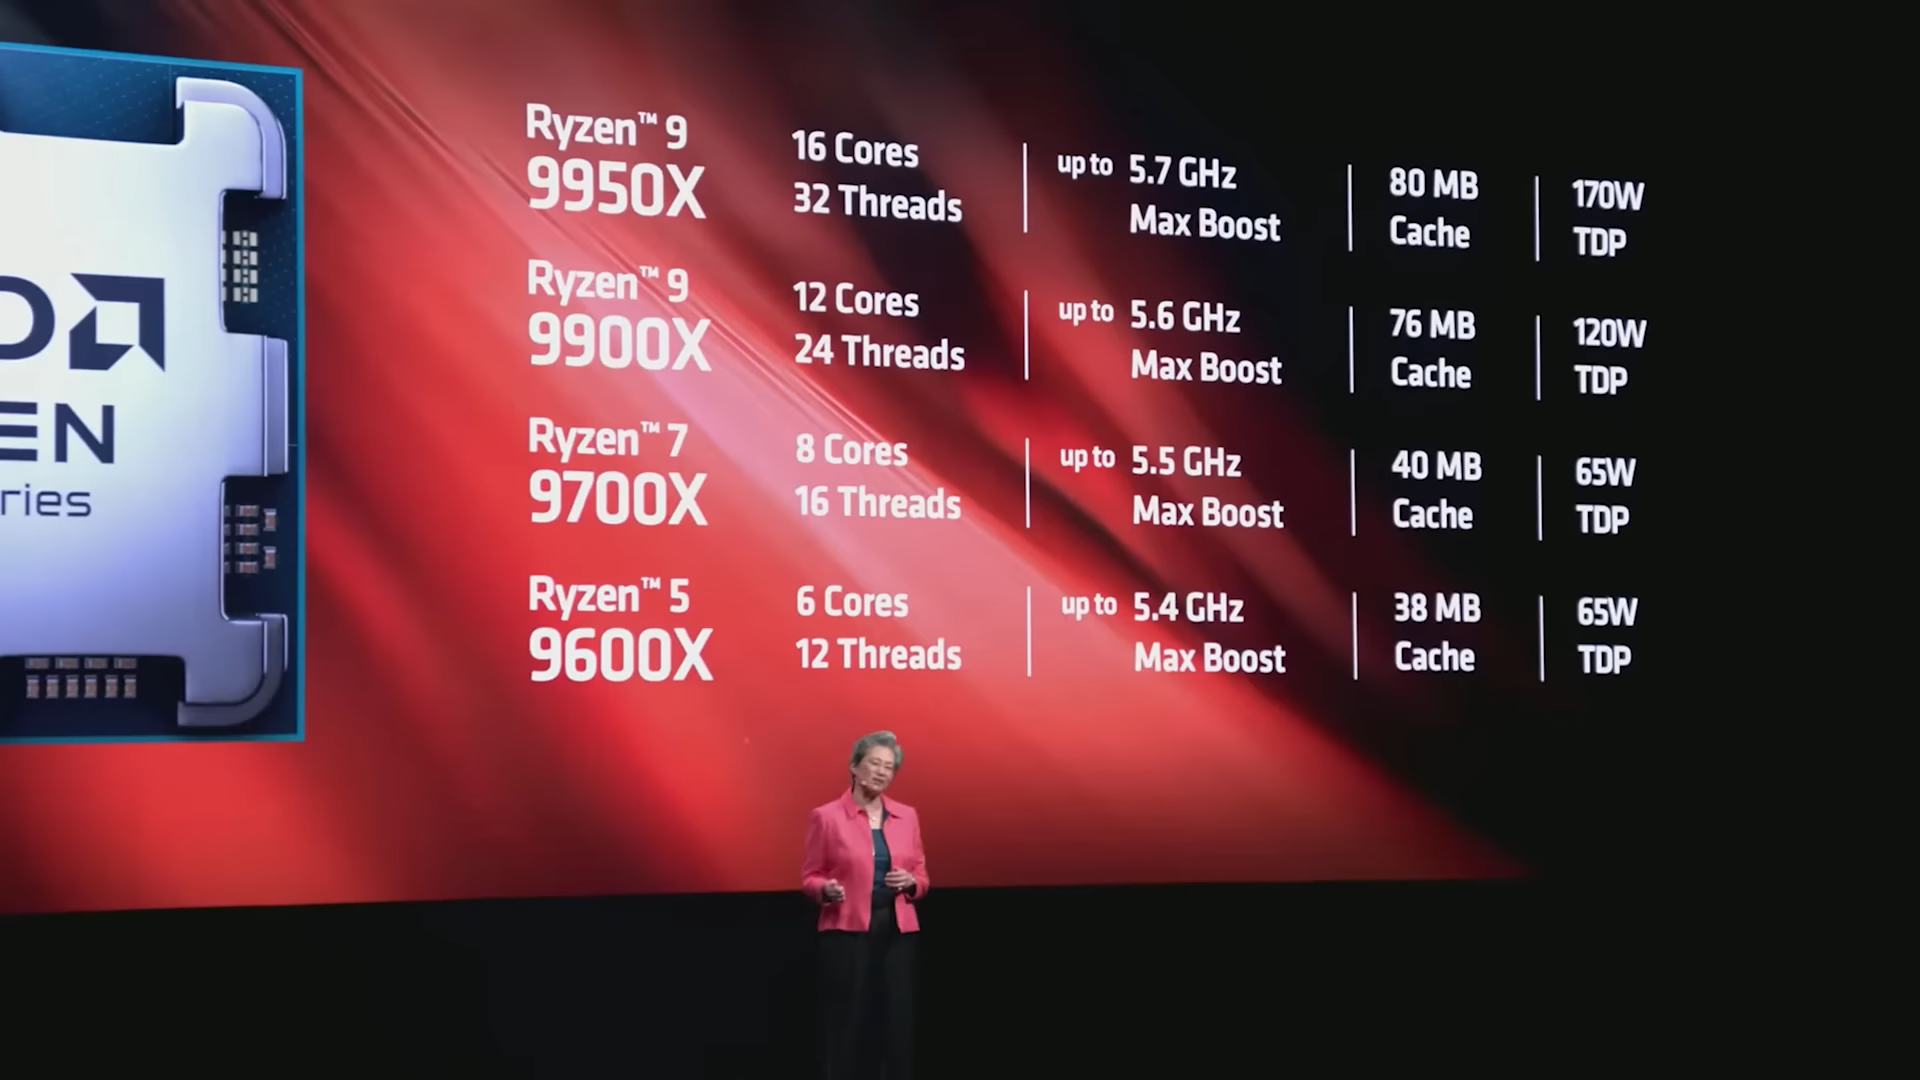 Ryzen™ 9
9950X
16 Cores
32 Threads
up to 5.7 GHz
Max Boost
80 MB
Cache
170W
TDP
Ryzen™ 9
9900X
12 Cores
24 Threads
up to 5.6 GHz
Max Boost
76 MB
Cache
120W
TDP
Ryzen™ 7
9700X
8 Cores
16 Threads
up to 5.5 GHz
Max Boost
40 MB
Cache
65W
TDP
Ryzen™ 5
9600X
6 Cores
12 Threads
up to 5.4 GHz
Max Boost
38 MB
Cache
65W
TDP
D
EN
ries